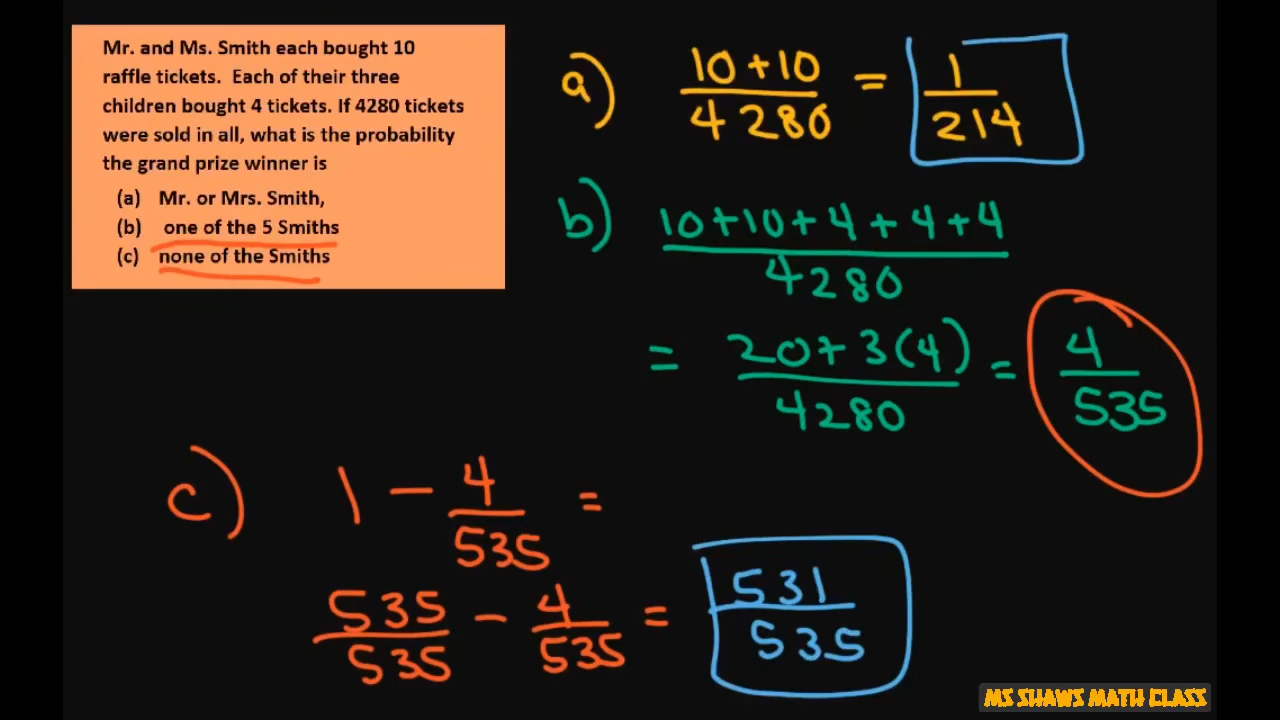 Mr. and Ms. Smith each bought 10
raffle tickets. Each of their three
children bought 4 tickets. If 4280 tickets
were sold in all, what is the probability
the grand prize winner is
(a) Mr. or Mrs. Smith,
(b) one of the 5 Smiths
(c) none of the Smiths
a) 10+10/4280 = 1/214
b) 10+10+4+4+4/4280
= 20+3(4)/4280 = 4/535
c) 1 - 4/535 =
535/535 - 4/535 = 531/535
MS SHAWS MATH CLASS